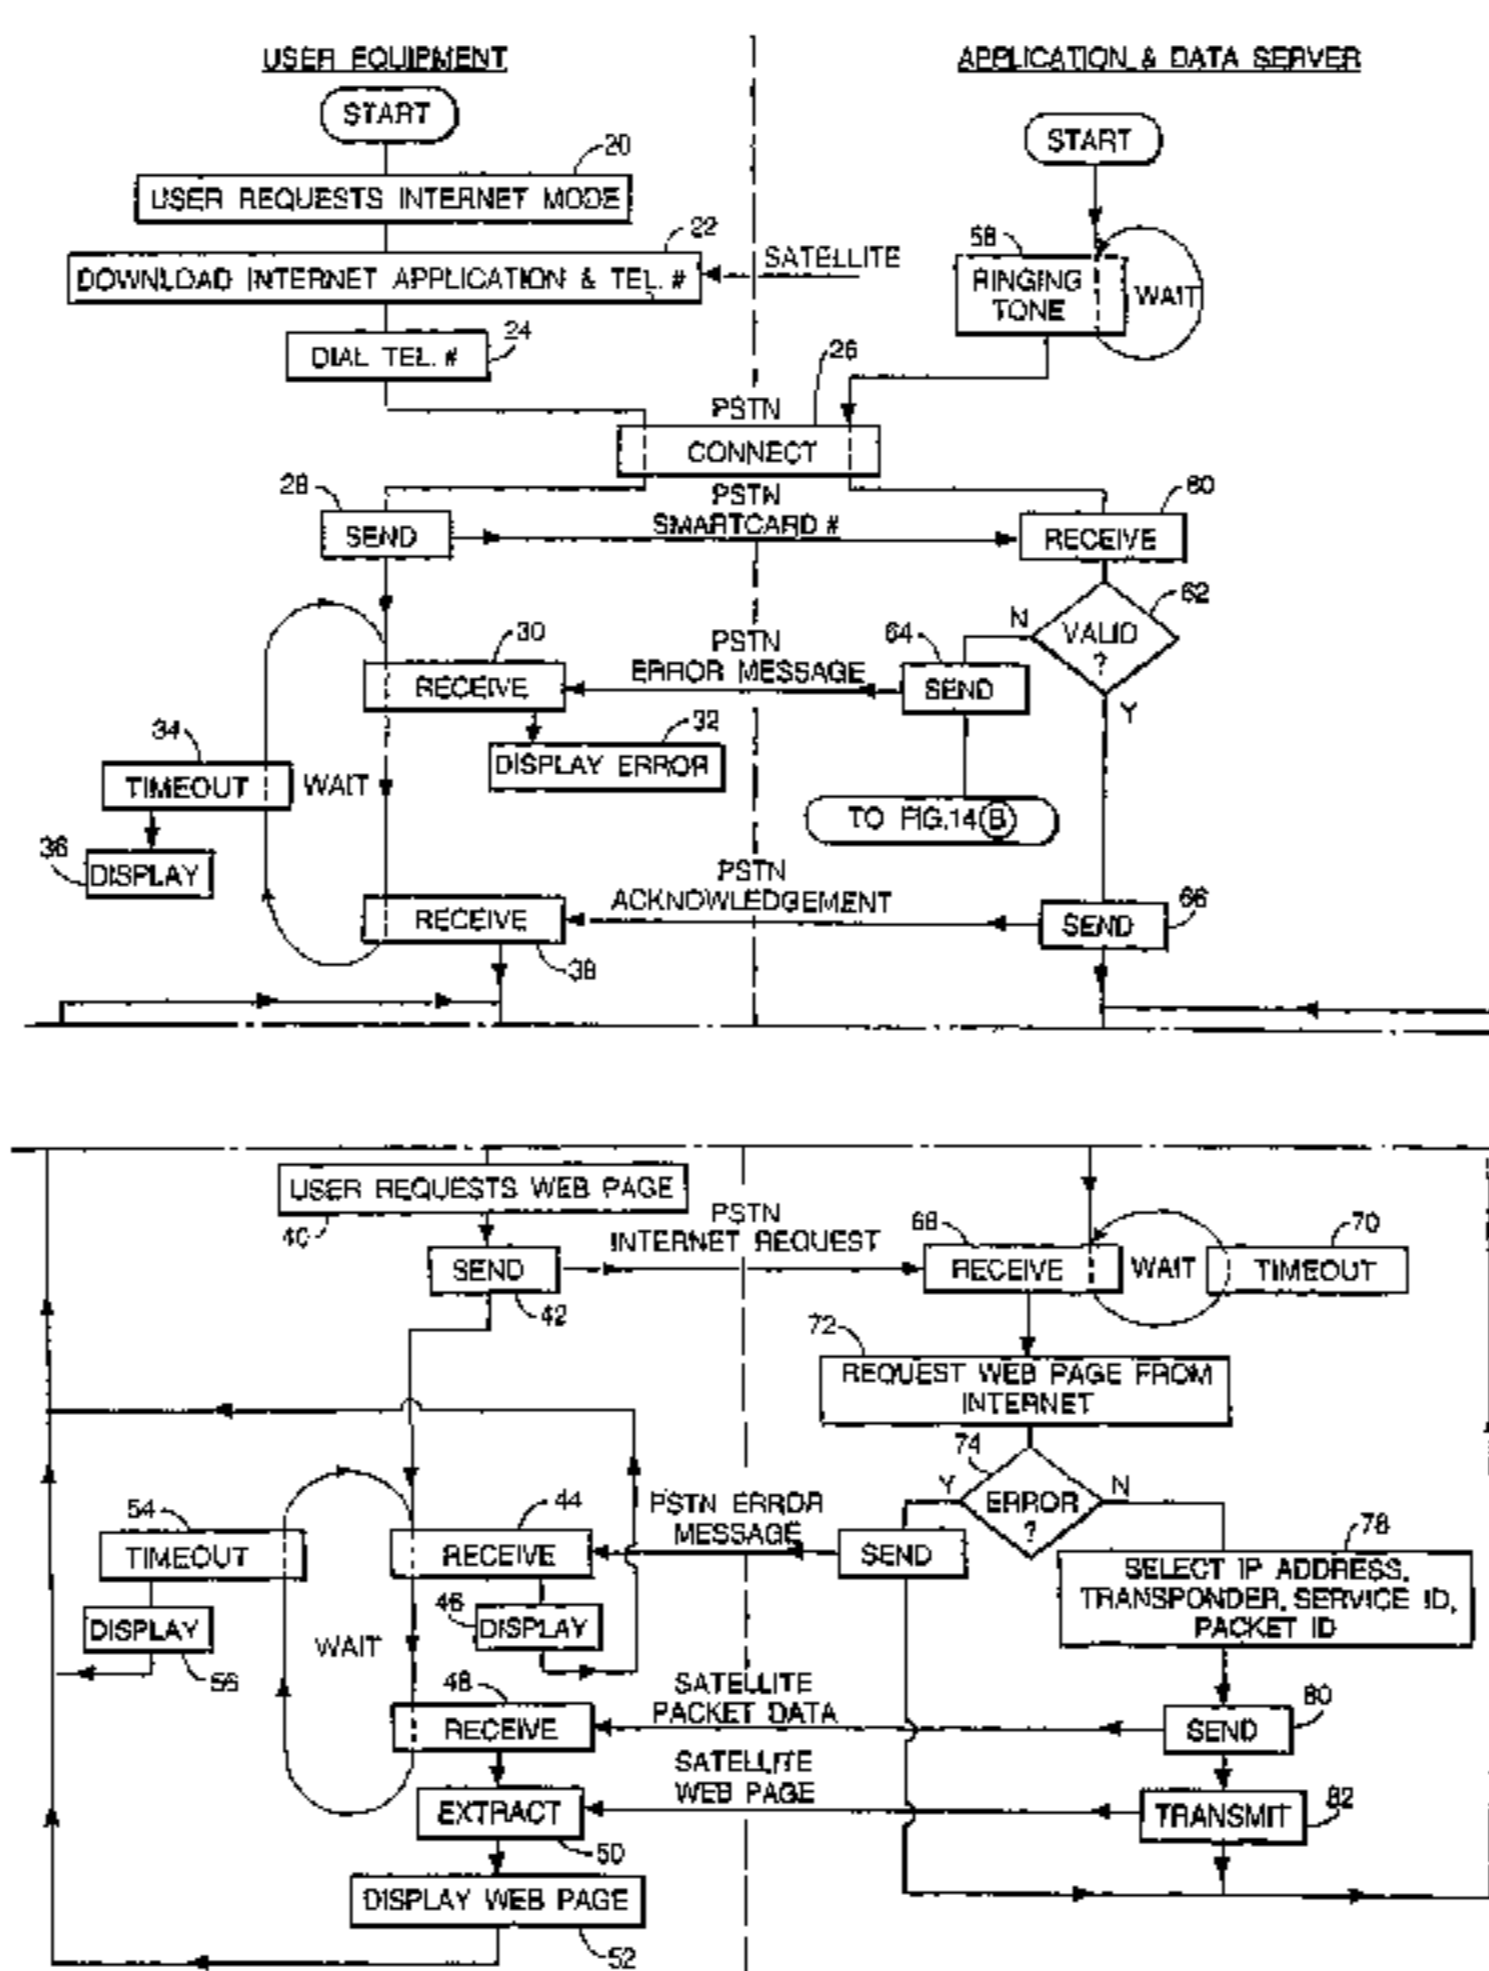 USER EQUIPMENT
APPLICATION & DATA SERVER
START
START
20
USER REQUESTS INTERNET MODE
22
58
SATELLITE
DOWNLOAD INTERNET APPLICATION & TEL. #
RINGING
TONE
WAIT
24
DIAL TEL. #
26
PSTN
CONNECT
28
PSTN
60
SMARTCARD #
SEND
RECEIVE
62
N
VALID
?
30
PSTN
64
ERROR MESSAGE
RECEIVE
SEND
Y
32
34
DISPLAY ERROR
TIMEOUT
WAIT
TO FIG.14 B
36
DISPLAY
PSTN
ACKNOWLEDGEMENT
66
RECEIVE
SEND
38
USER REQUESTS WEB PAGE
40
PSTN
INTERNET REQUEST
68
70
SEND
RECEIVE
WAIT
TIMEOUT
42
72
REQUEST WEB PAGE FROM
INTERNET
74
Y
N
ERROR
?
54
44
PSTN ERROR
MESSAGE
78
TIMEOUT
RECEIVE
SEND
SELECT IP ADDRESS,
TRANSPONDER, SERVICE ID,
PACKET ID
46
DISPLAY
DISPLAY
WAIT
56
48
SATELLITE
PACKET DATA
80
RECEIVE
SEND
SATELLITE
WEB PAGE
EXTRACT
TRANSMIT
82
50
DISPLAY WEB PAGE
52